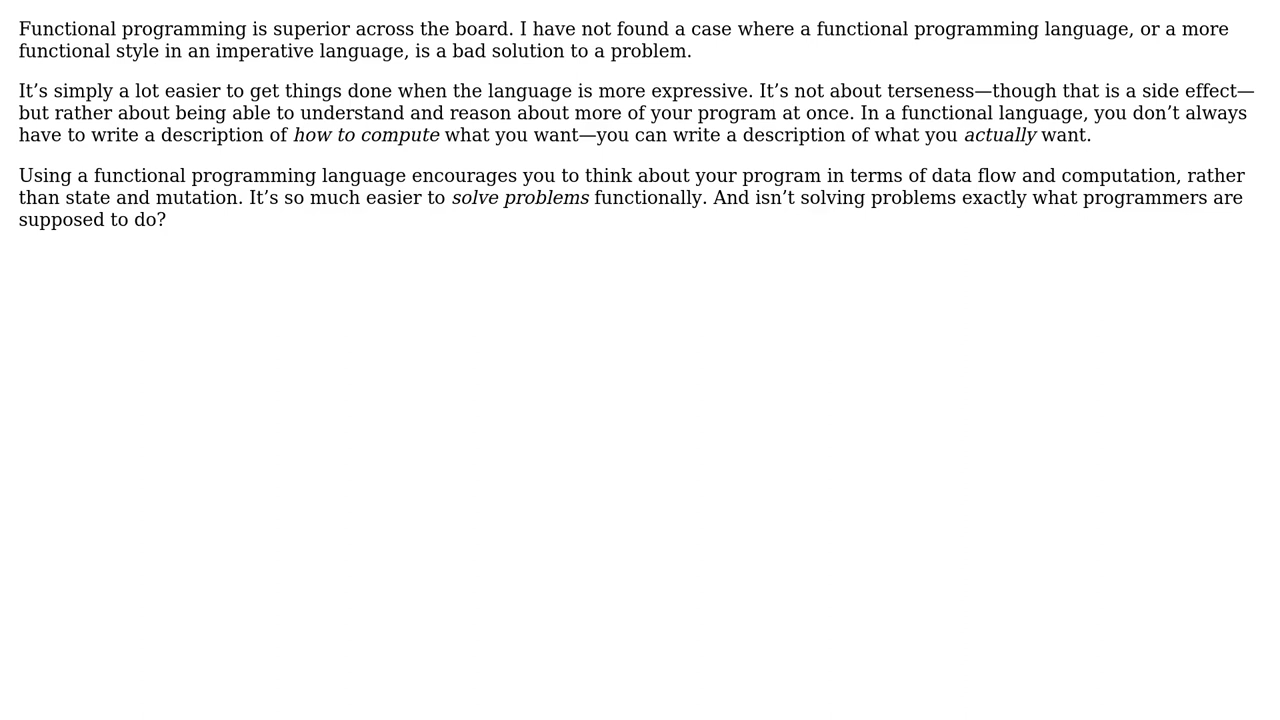 Functional programming is superior across the board. I have not found a case where a functional programming language, or a more
functional style in an imperative language, is a bad solution to a problem.
It’s simply a lot easier to get things done when the language is more expressive. It’s not about terseness—though that is a side effect—
but rather about being able to understand and reason about more of your program at once. In a functional language, you don’t always
have to write a description of how to compute what you want—you can write a description of what you actually want.
Using a functional programming language encourages you to think about your program in terms of data flow and computation, rather
than state and mutation. It’s so much easier to solve problems functionally. And isn’t solving problems exactly what programmers are
supposed to do?